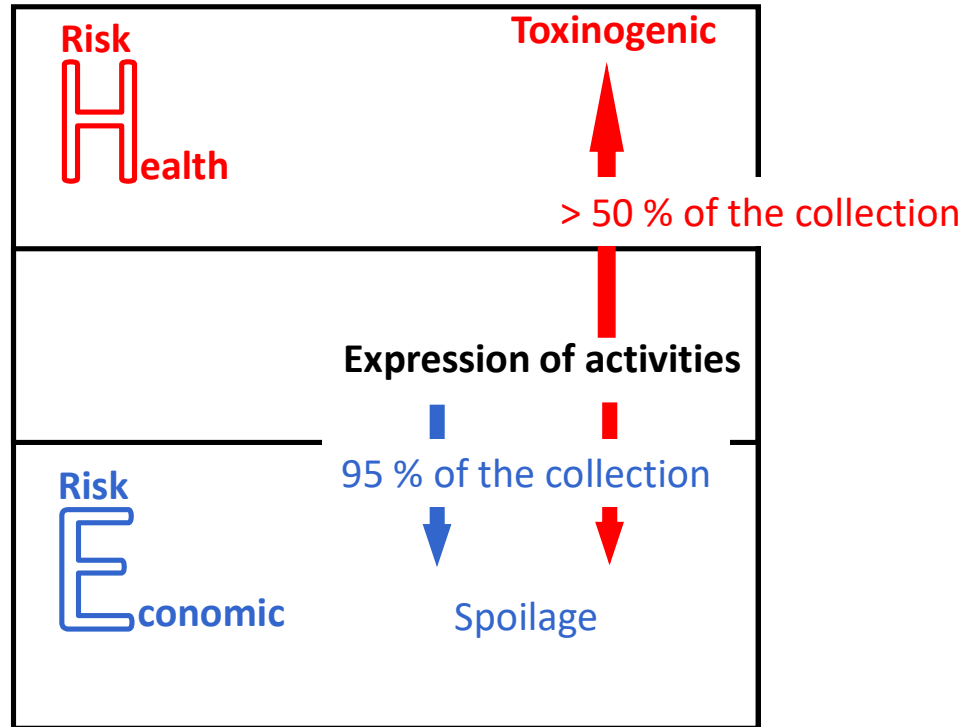 Risk
Toxinogenic
Health
> 50 % of the collection
Expression of activities
95 % of the collection
Risk
Economic
Spoilage